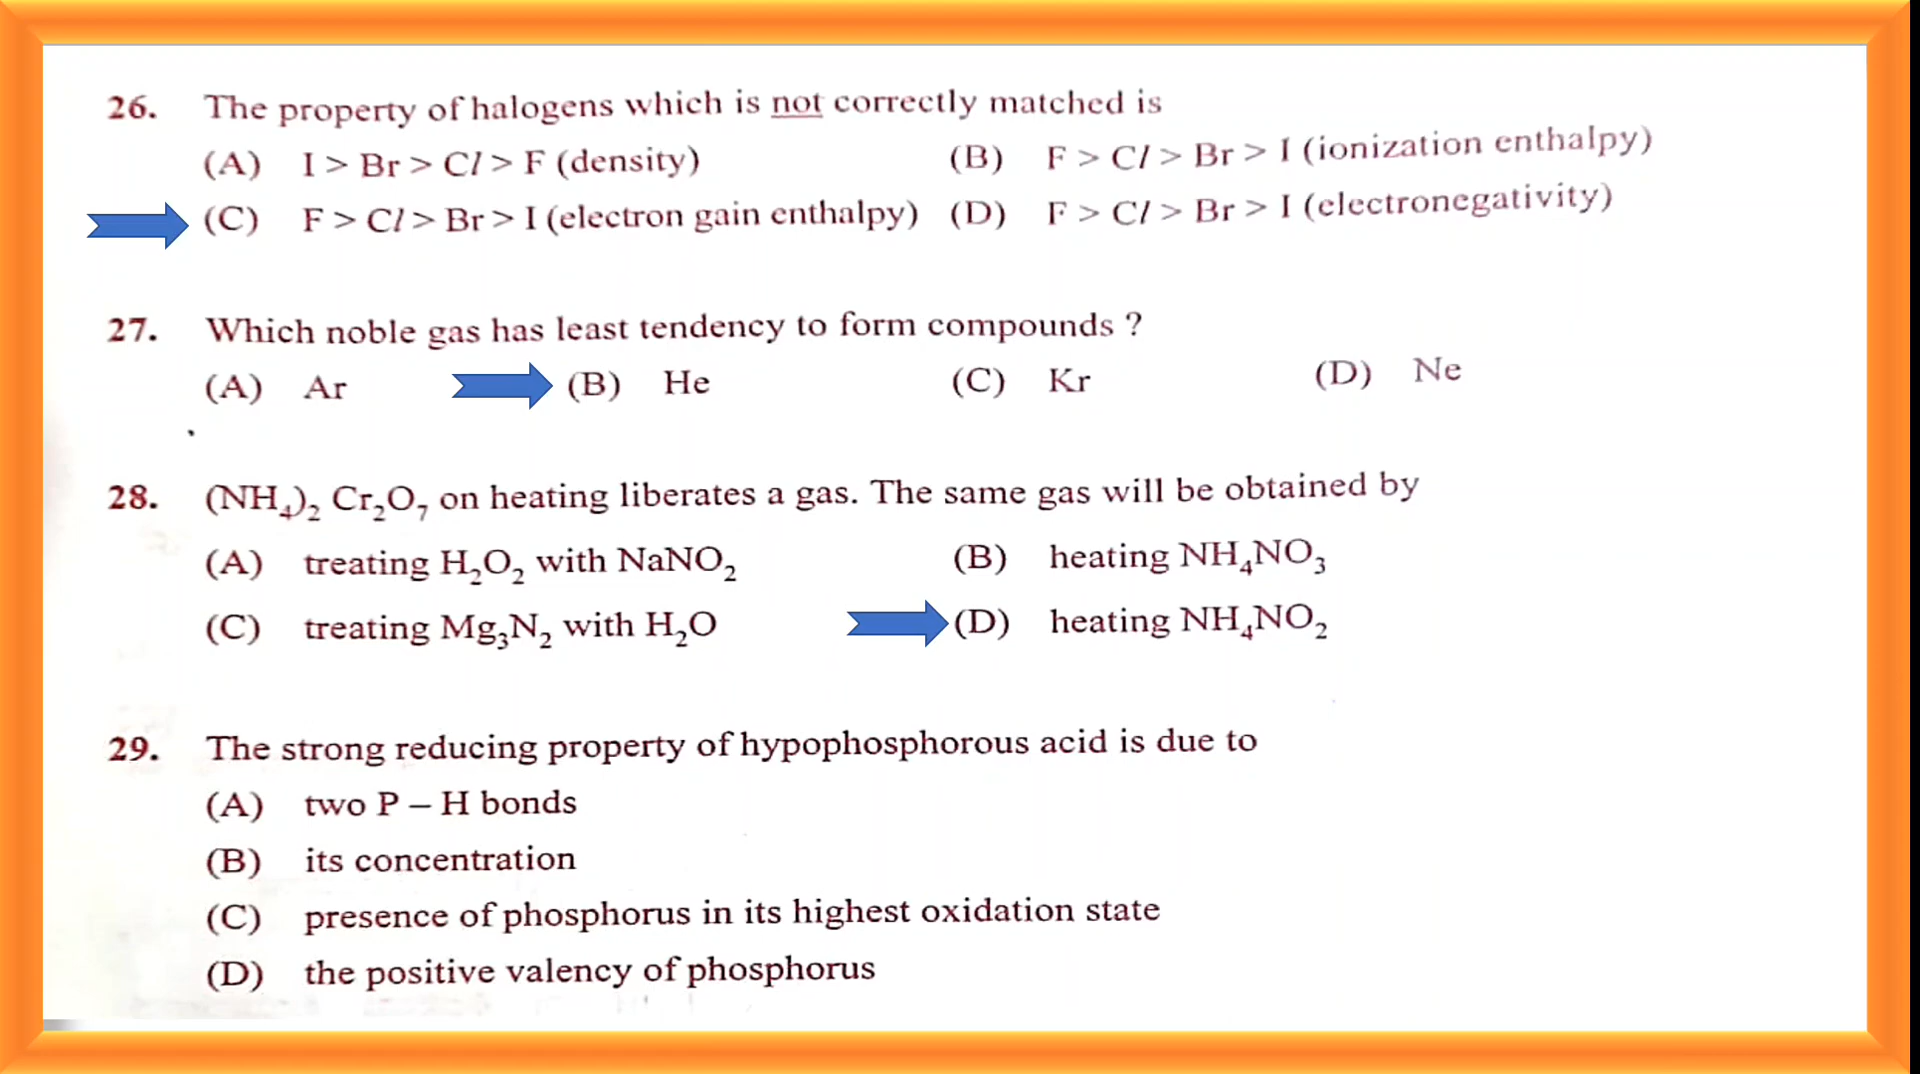 26. The property of halogens which is not correctly matched is
(A) I > Br > Cl > F (density) (B) F > Cl > Br > I (ionization enthalpy)
(C) F > Cl > Br > I (electron gain enthalpy) (D) F > Cl > Br > I (electronegativity)
27. Which noble gas has least tendency to form compounds ?
(A) Ar (B) He (C) Kr (D) Ne
28. (NH₄)₂ Cr₂O₇ on heating liberates a gas. The same gas will be obtained by
(A) treating H₂O₂ with NaNO₂ (B) heating NH₄NO₃
(C) treating Mg₃N₂ with H₂O (D) heating NH₄NO₂
29. The strong reducing property of hypophosphorous acid is due to
(A) two P – H bonds
(B) its concentration
(C) presence of phosphorus in its highest oxidation state
(D) the positive valency of phosphorus